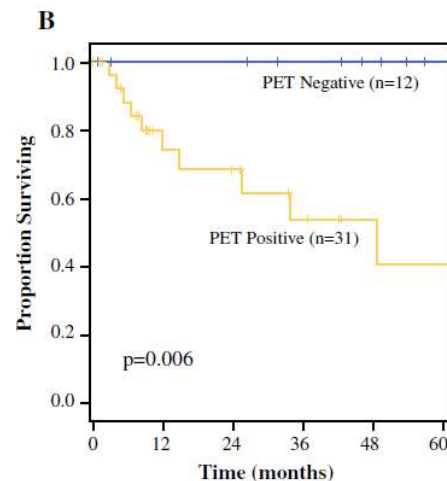 B
1.0
PET Negative (n=12)
0.8
0.6
PET Positive (n=31)
0.4
0.2
p=0.006
0.0
0 12 24 36 48 60
Time (months)
Proportion Surviving